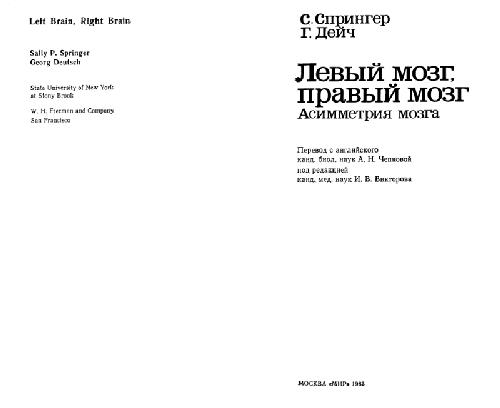 Left Brain, Right Brain
Sally P. Springer
Georg Deutsch
State University of New York
at Stony Brook
W. H. Freeman and Company
San Francisco
С. Спрингер
Г. Дейч
Левый мозг,
правый мозг
Асимметрия мозга
Перевод с английского
канд. биол. наук А. Н. Чепковой
под редакцией
канд. мед. наук И. В. Викторова
МОСКВА «МИР» 1983